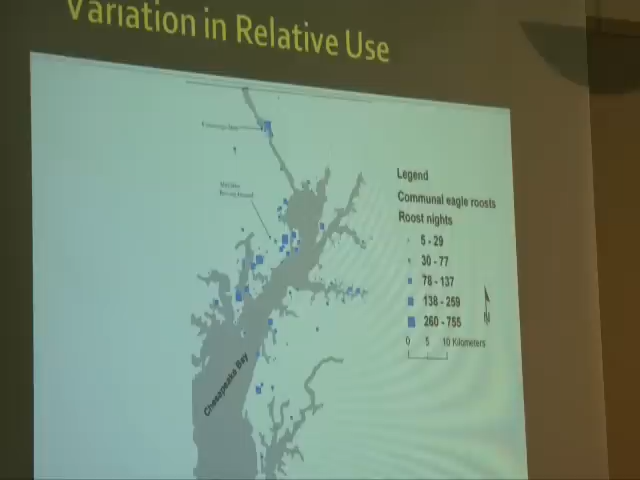 Variation in Relative Use
Legend
Communal eagle roosts
Roost nights
5 - 29
30 - 77
78 - 137
138 - 259
260 - 755
N
0 5 10 Kilometers
Chesapeake Bay